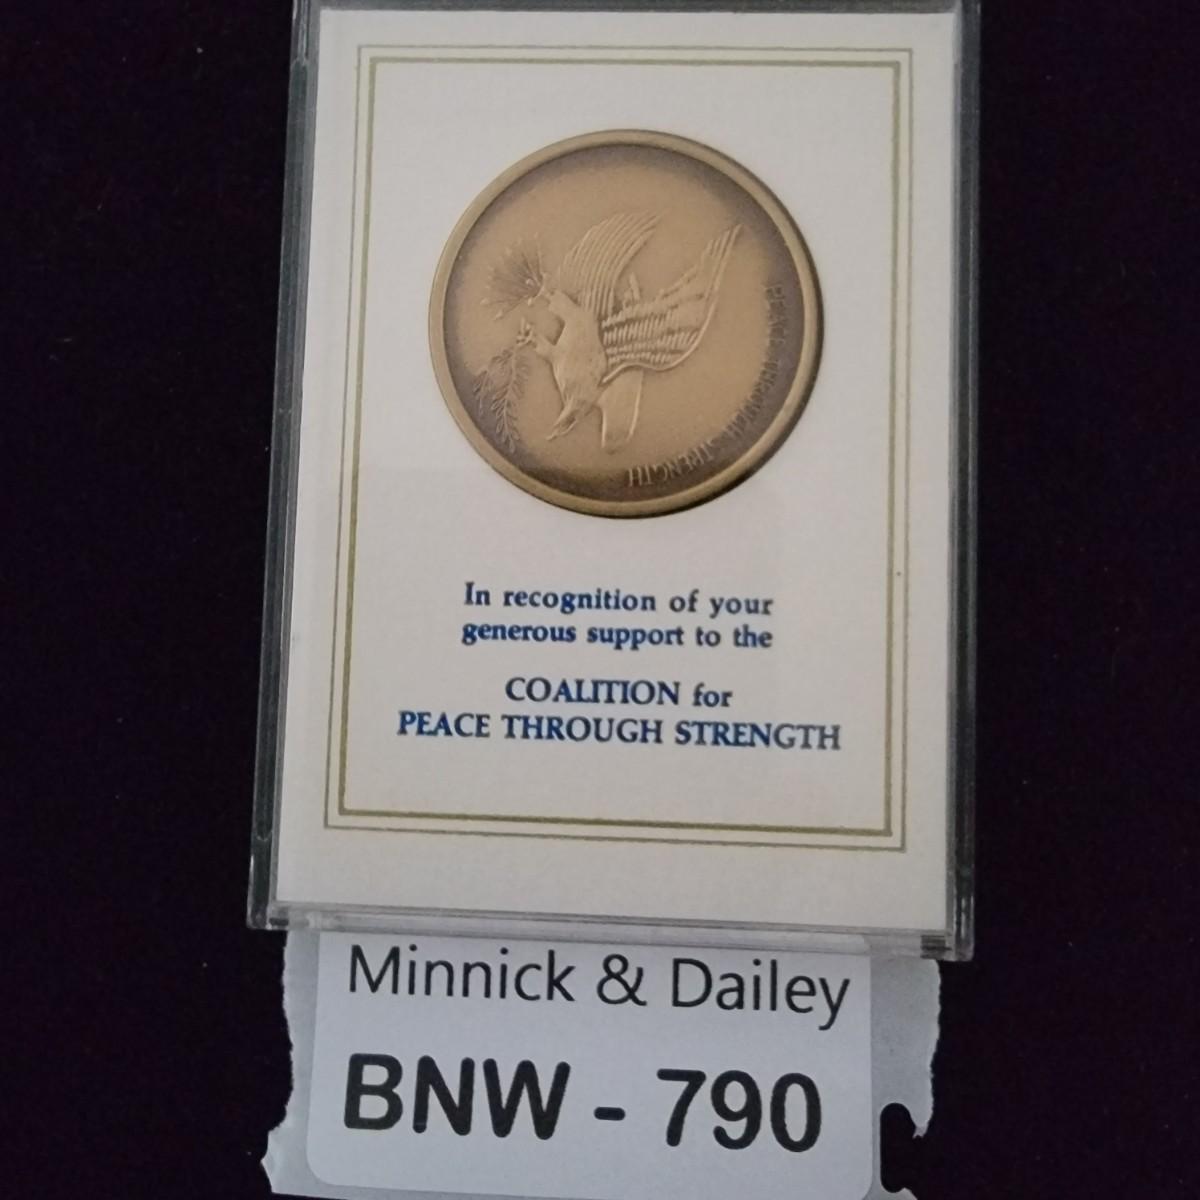 PEACE THROUGH STRENGTH
In recognition of your
generous support to the
COALITION for
PEACE THROUGH STRENGTH
Minnick & Dailey
BNW - 790